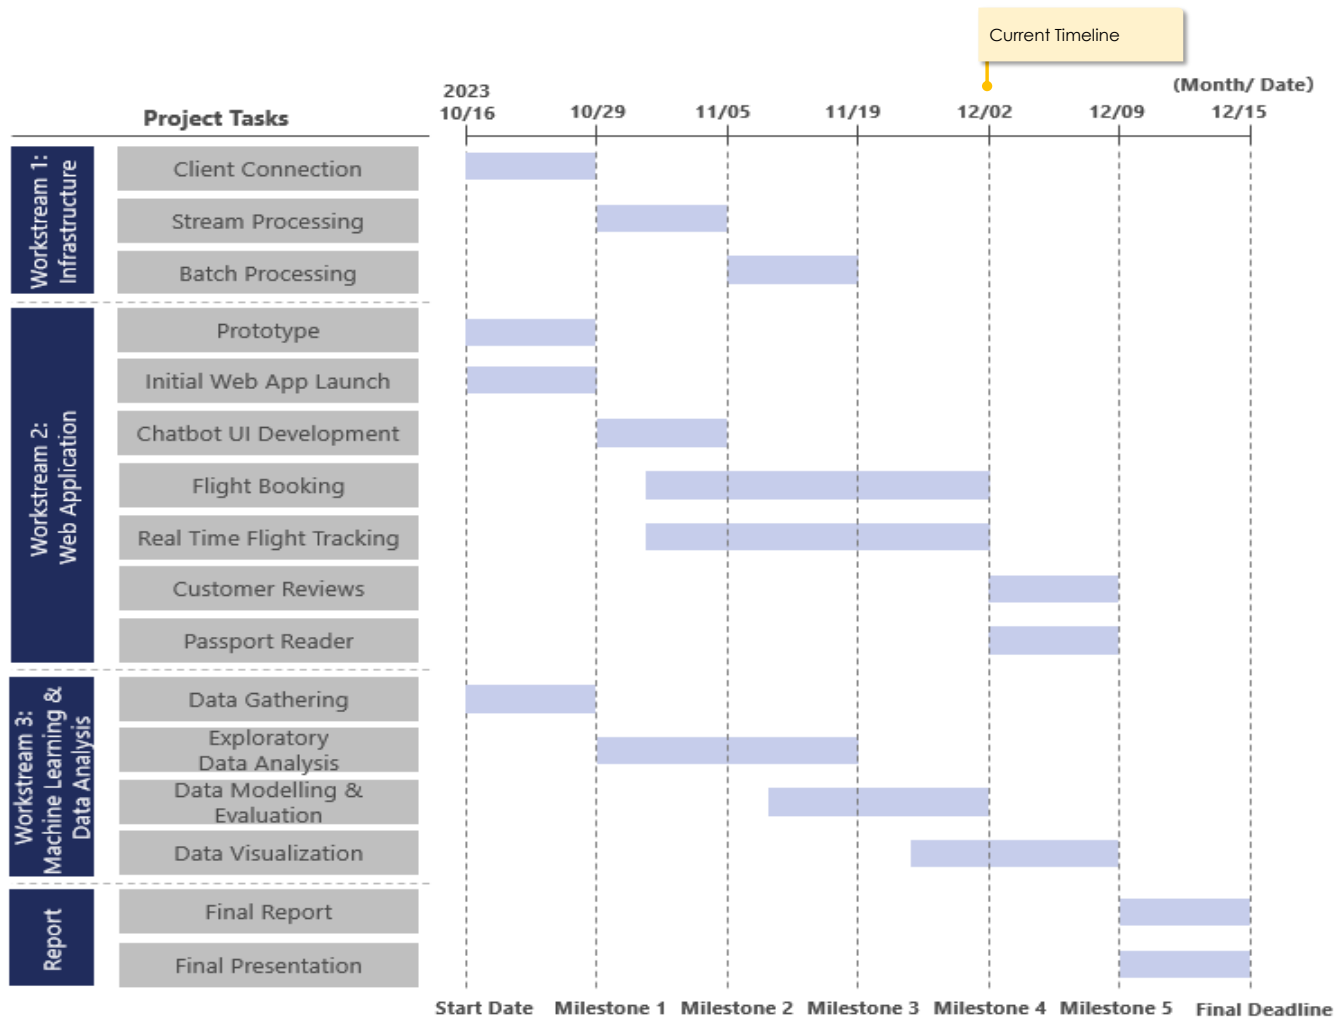 Current Timeline
2023
(Month/ Date)
Project Tasks
10/16 10/29 11/05 11/19 12/02 12/09 12/15
Workstream 1:
Infrastructure
Client Connection
Stream Processing
Batch Processing
Workstream 2:
Web Application
Prototype
Initial Web App Launch
Chatbot UI Development
Flight Booking
Real Time Flight Tracking
Customer Reviews
Passport Reader
Workstream 3:
Machine Learning &
Data Analysis
Data Gathering
Exploratory
Data Analysis
Data Modelling &
Evaluation
Data Visualization
Report
Final Report
Final Presentation
Start Date Milestone 1 Milestone 2 Milestone 3 Milestone 4 Milestone 5 Final Deadline